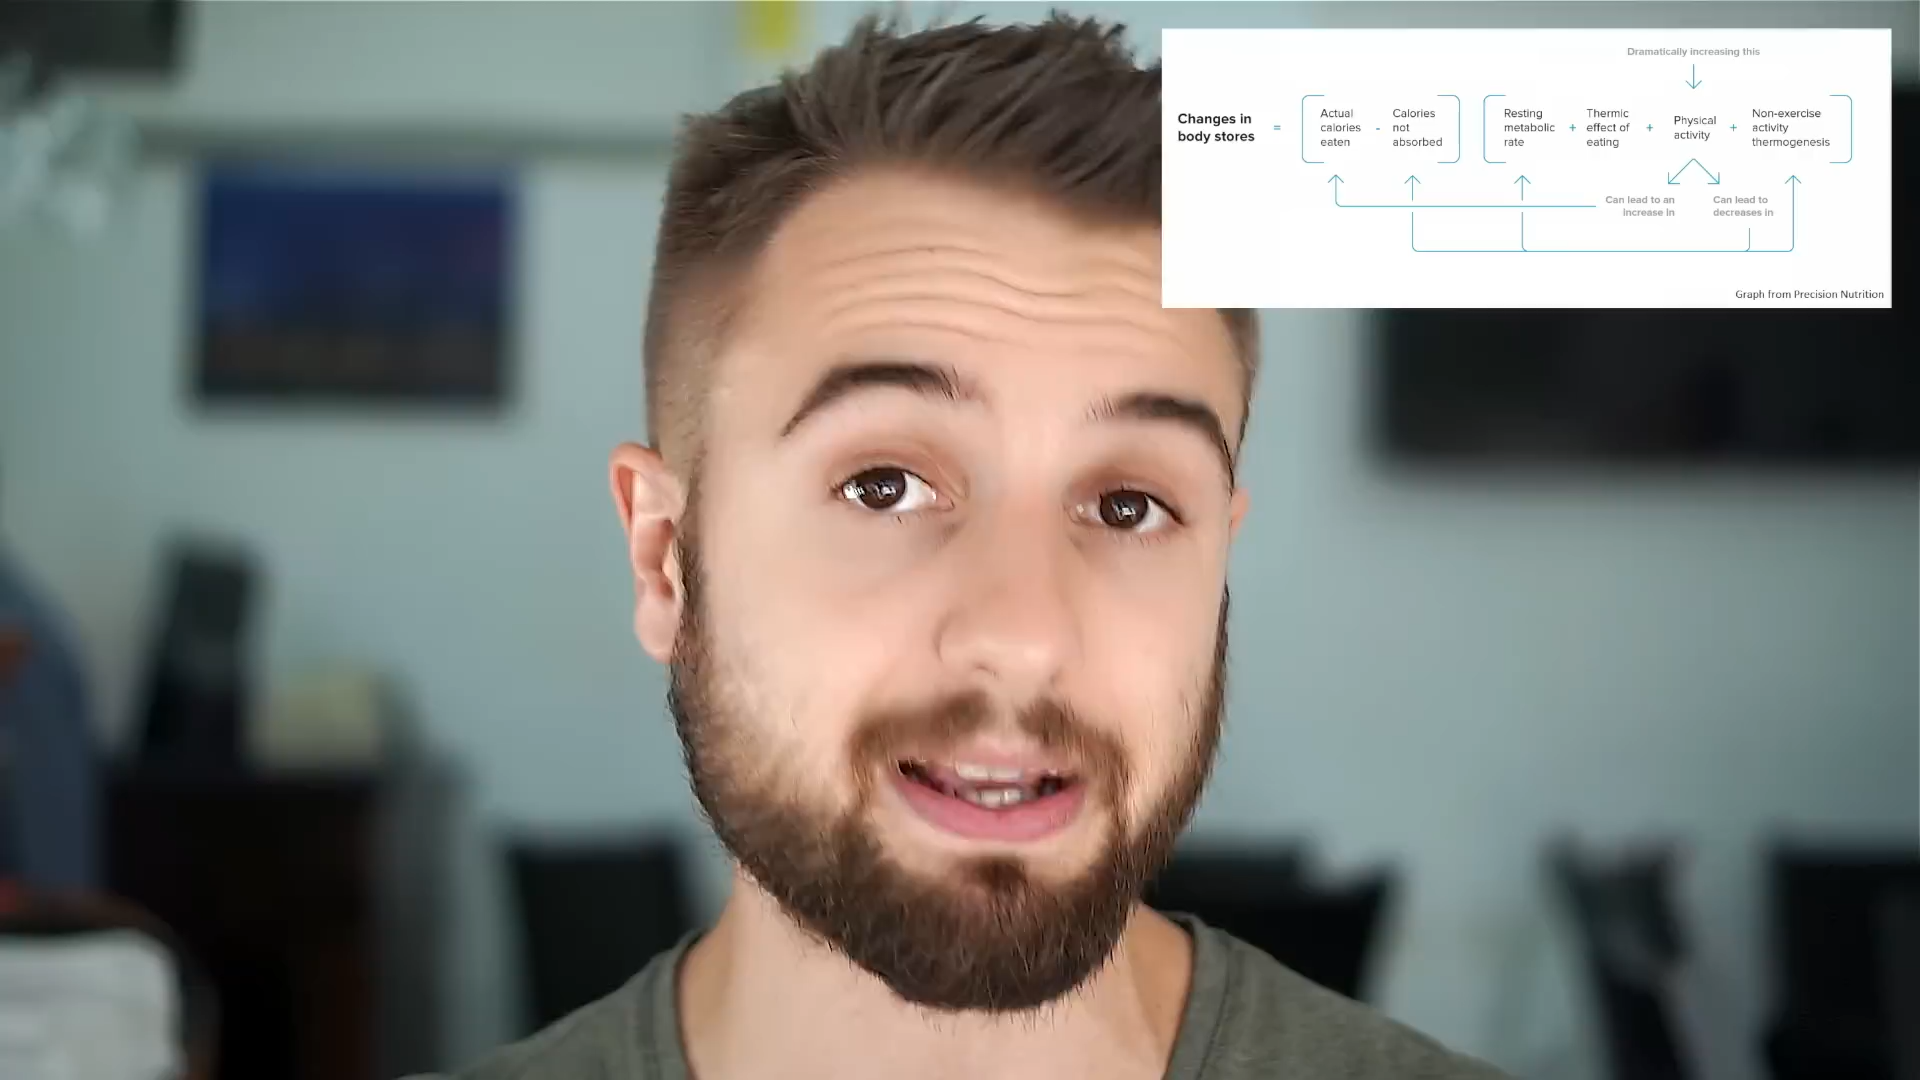 Dramatically increasing this
Changes in
body stores
=
Actual
calories
eaten
-
Calories
not
absorbed
Resting
metabolic
rate
+
Thermic
effect of
eating
+
Physical
activity
+
Non-exercise
activity
thermogenesis
Can lead to an
increase in
Can lead to
decreases in
Graph from Precision Nutrition